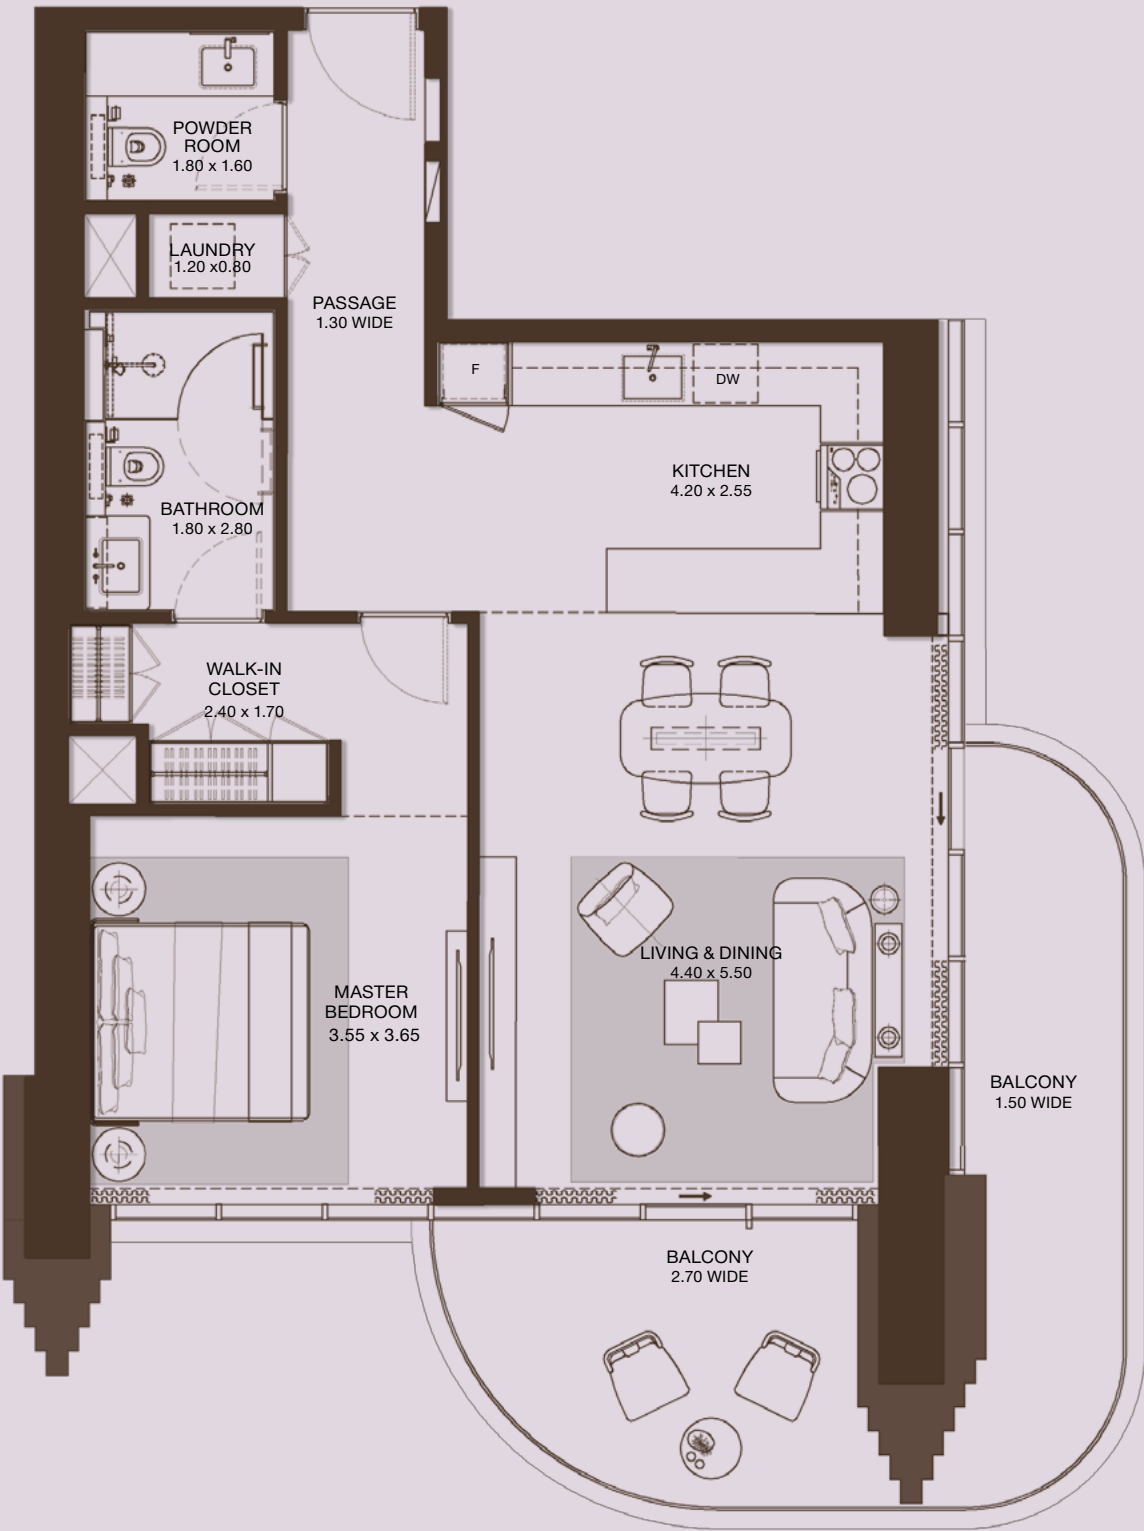 POWDER
ROOM
1.80 x 1.60
LAUNDRY
1.20 x0.80
PASSAGE
1.30 WIDE
F
DW
KITCHEN
4.20 x 2.55
BATHROOM
1.80 x 2.80
WALK-IN
CLOSET
2.40 x 1.70
LIVING & DINING
4.40 x 5.50
MASTER
BEDROOM
3.55 x 3.65
BALCONY
1.50 WIDE
BALCONY
2.70 WIDE